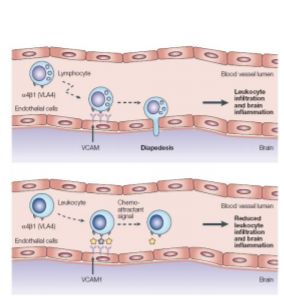 Lymphocyte
Blood vessel lumen
α4β1 (VLA4)
Leukocyte
infiltration
and brain
inflammation
Endothelial cells
VCAM
Diapedesis
Brain
Leukocyte
Chemo-
attractant
signal
Blood vessel lumen
α4β1 (VLA4)
Reduced
leukocyte
infiltration
and brain
inflammation
Endothelial cells
VCAM1
Brain